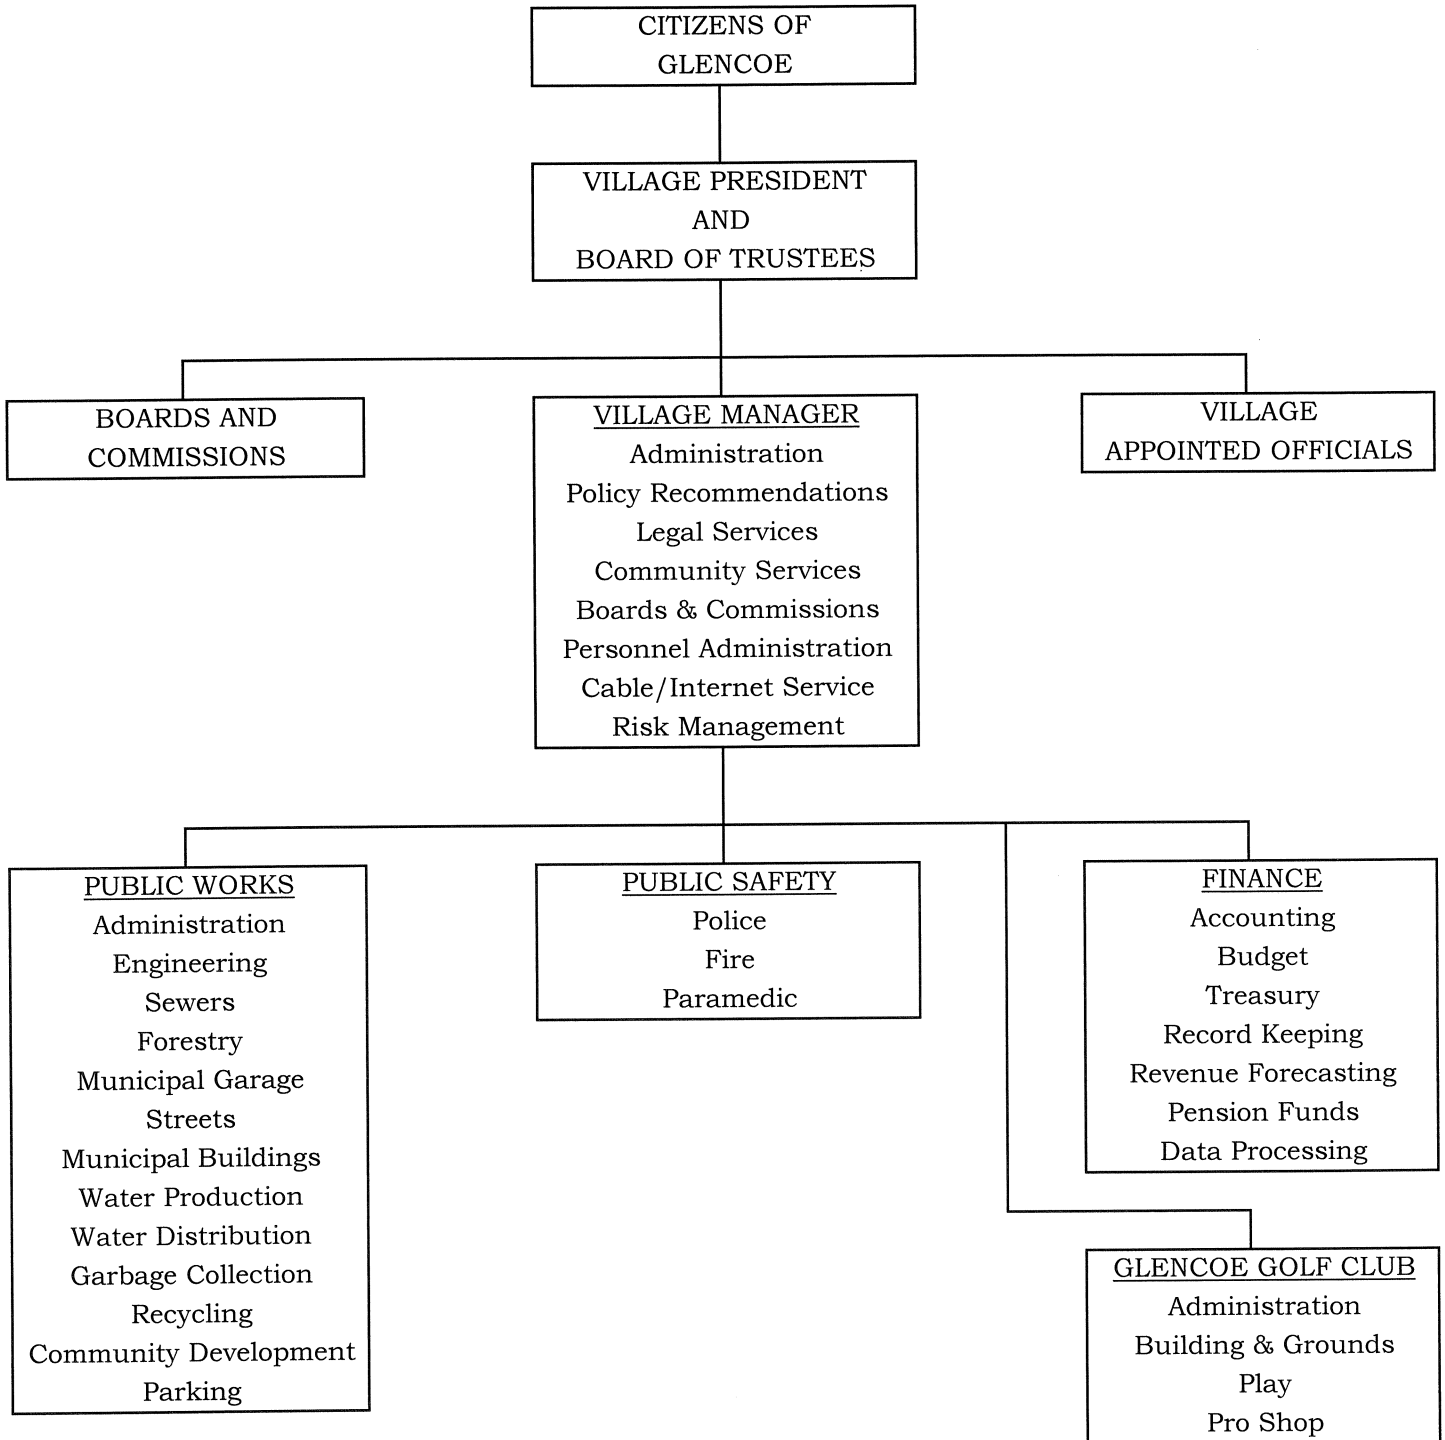 CITIZENS OF
GLENCOE
VILLAGE PRESIDENT
AND
BOARD OF TRUSTEES
BOARDS AND
COMMISSIONS
VILLAGE MANAGER
Administration
Policy Recommendations
Legal Services
Community Services
Boards & Commissions
Personnel Administration
Cable/Internet Service
Risk Management
VILLAGE
APPOINTED OFFICIALS
PUBLIC WORKS
Administration
Engineering
Sewers
Forestry
Municipal Garage
Streets
Municipal Buildings
Water Production
Water Distribution
Garbage Collection
Recycling
Community Development
Parking
PUBLIC SAFETY
Police
Fire
Paramedic
FINANCE
Accounting
Budget
Treasury
Record Keeping
Revenue Forecasting
Pension Funds
Data Processing
GLENCOE GOLF CLUB
Administration
Building & Grounds
Play
Pro Shop